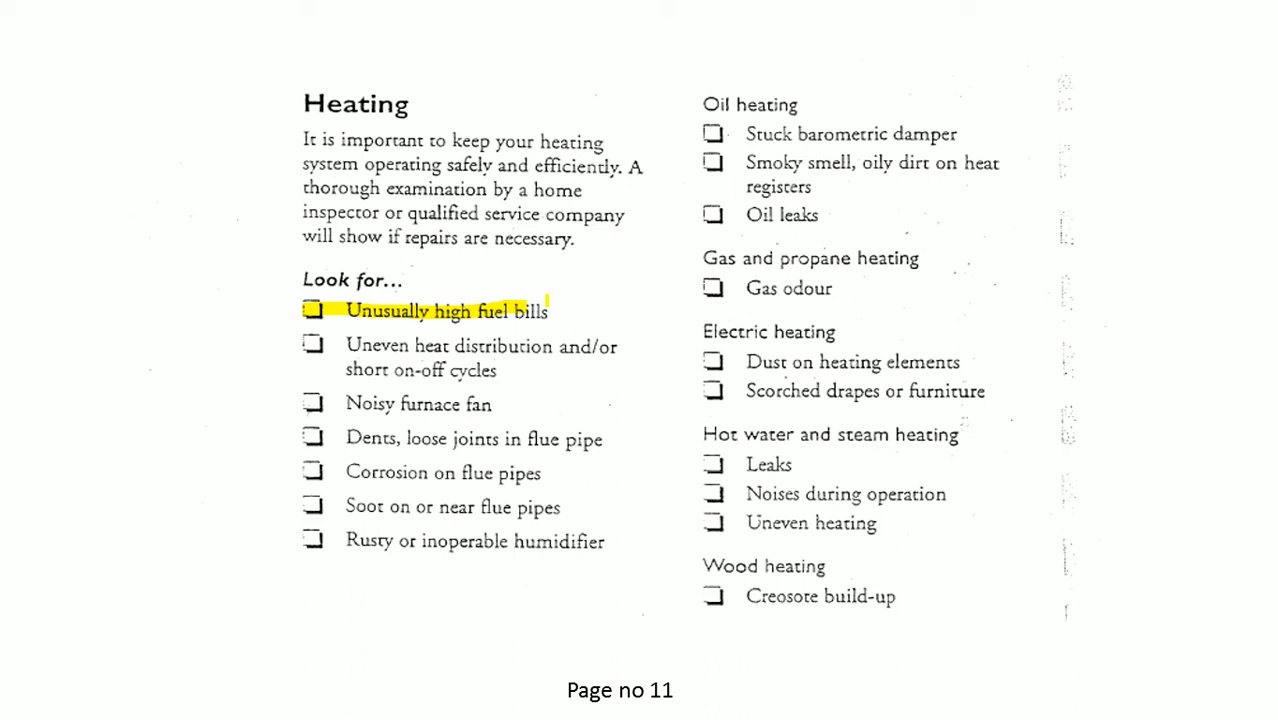 Heating
It is important to keep your heating
system operating safely and efficiently. A
thorough examination by a home
inspector or qualified service company
will show if repairs are necessary.
Look for...
Unusually high fuel bills
Uneven heat distribution and/or
short on-off cycles
Noisy furnace fan
Dents, loose joints in flue pipe
Corrosion on flue pipes
Soot on or near flue pipes
Rusty or inoperable humidifier
Oil heating
Stuck barometric damper
Smoky smell, oily dirt on heat
registers
Oil leaks
Gas and propane heating
Gas odour
Electric heating
Dust on heating elements
Scorched drapes or furniture
Hot water and steam heating
Leaks
Noises during operation
Uneven heating
Wood heating
Creosote build-up
Page no 11